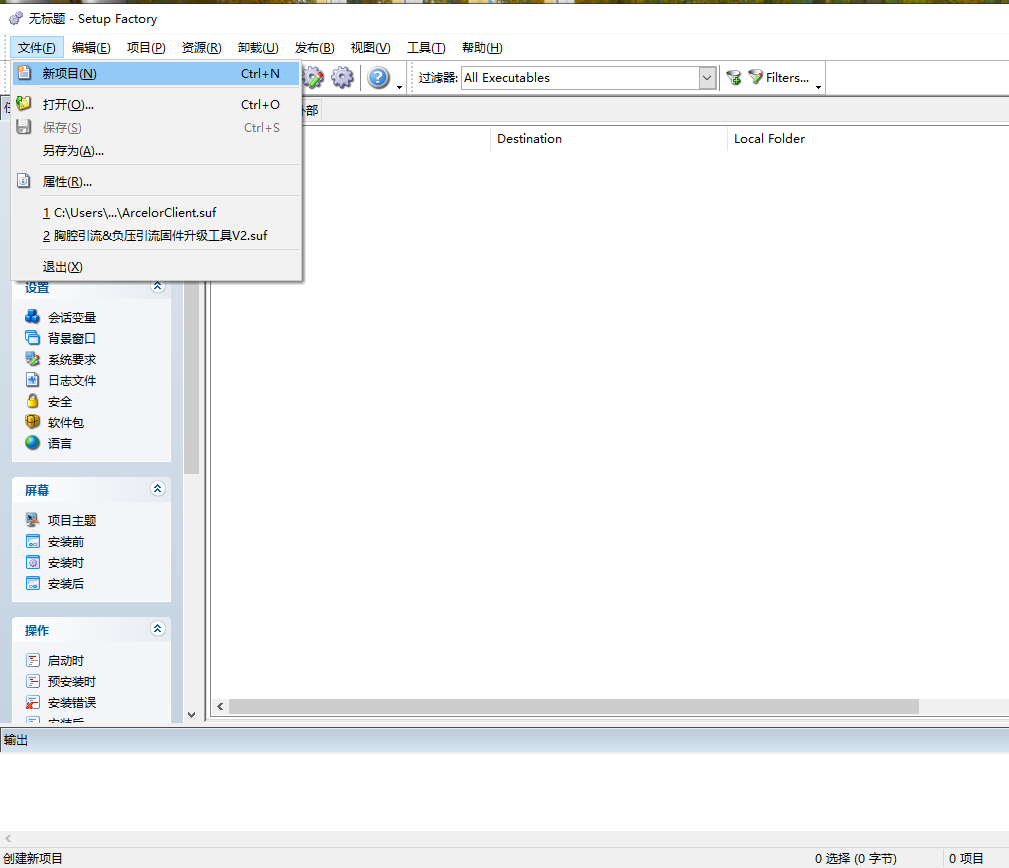 无标题 - Setup Factory
文件(F) 编辑(E) 项目(P) 资源(R) 卸载(U) 发布(B) 视图(V) 工具(T) 帮助(H)
新项目(N) Ctrl+N
过滤器: All Executables Filters...
打开(O)... Ctrl+O
部
保存(S) Ctrl+S
另存为(A)...
Destination Local Folder
属性(R)...
1 C:\Users\...\ArcelorClient.suf
2 胸腔引流&负压引流固件升级工具V2.suf
退出(X)
设置
会话变量
背景窗口
系统要求
日志文件
安全
软件包
语言
屏幕
项目主题
安装前
安装时
安装后
操作
启动时
预安装时
安装错误
安装后
输出
创建新项目 0 选择 (0 字节) 0 项目